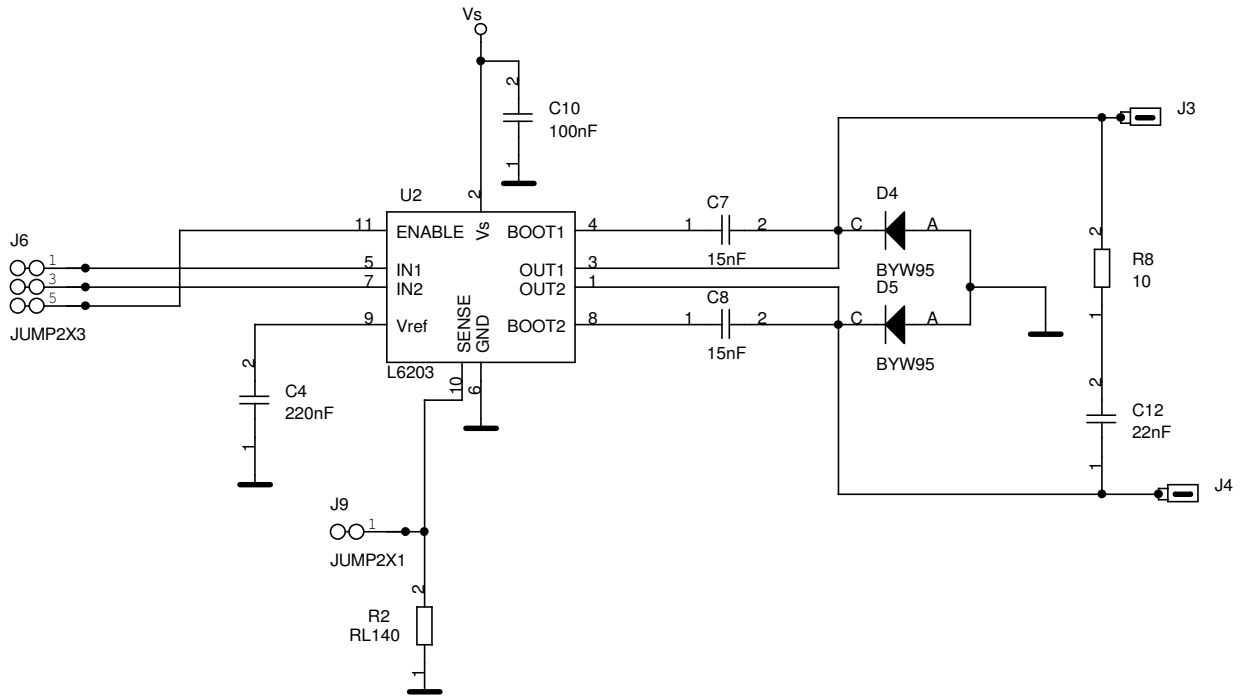 Vs
2
C10
100nF
1
J3
U2
2
C7
D4
11
ENABLE
Vs
BOOT1
4
1
2
C
A
2
J6
15nF
BYW95
R8
10
1
5
IN1
OUT1
3
3
7
IN2
OUT2
1
C8
D5
5
1
JUMP2X3
9
Vref
SENSE
GND
BOOT2
8
1
2
C
A
15nF
BYW95
L6203
10
6
2
C4
220nF
1
2
C12
22nF
1
J4
J9
1
JUMP2X1
2
R2
RL140
1